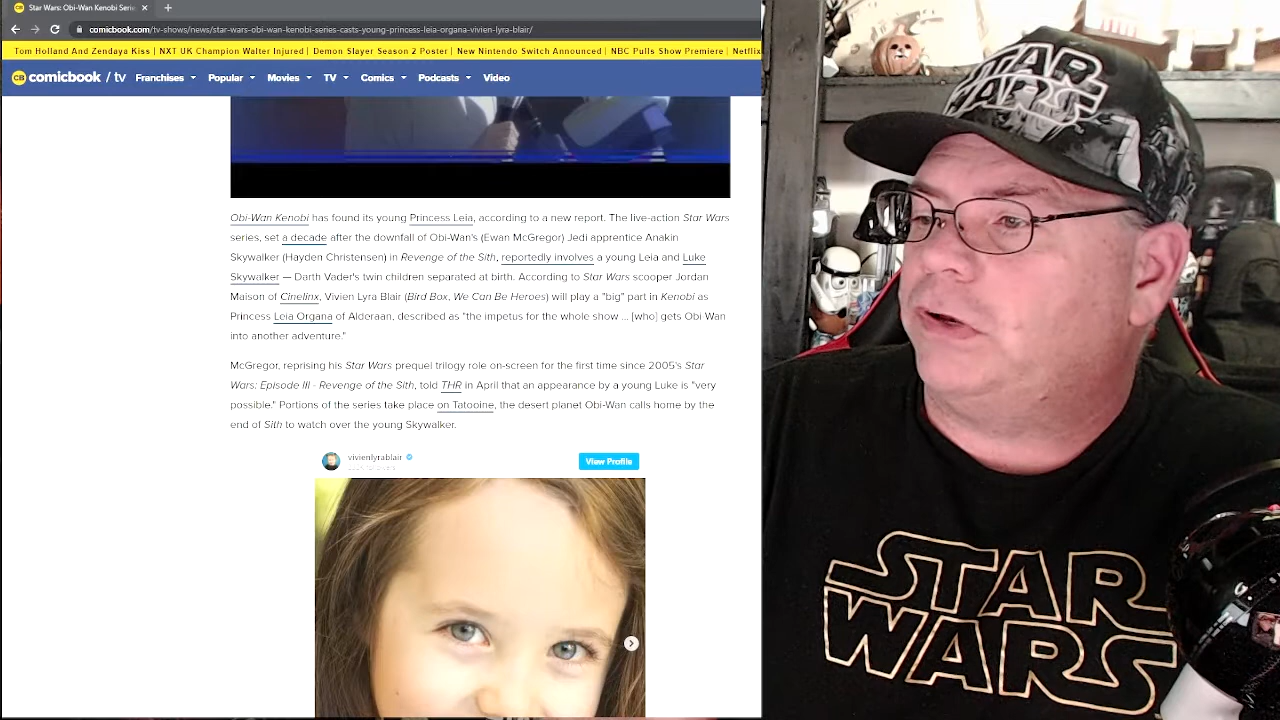 Star Wars: Obi-Wan Kenobi Serie
comicbook.com/tv-shows/news/star-wars-obi-wan-kenobi-series-casts-young-princess-leia-organa-vivien-lyra-blair/
Tom Holland And Zendaya Kiss | NXT UK Champion Walter Injured | Demon Slayer Season 2 Poster | New Nintendo Switch Announced | NBC Pulls Show Premiere | Netflix
CB comicbook / tv Franchises Popular Movies TV Comics Podcasts Video
Obi-Wan Kenobi has found its young Princess Leia, according to a new report. The live-action Star Wars
series, set a decade after the downfall of Obi-Wan's (Ewan McGregor) Jedi apprentice Anakin
Skywalker (Hayden Christensen) in Revenge of the Sith, reportedly involves a young Leia and Luke
Skywalker — Darth Vader's twin children separated at birth. According to Star Wars scooper Jordan
Maison of Cinelinx, Vivien Lyra Blair (Bird Box, We Can Be Heroes) will play a "big" part in Kenobi as
Princess Leia Organa of Alderaan, described as "the impetus for the whole show ... [who] gets Obi-Wan
into another adventure."
McGregor, reprising his Star Wars prequel trilogy role on-screen for the first time since 2005's Star
Wars: Episode III - Revenge of the Sith, told THR in April that an appearance by a young Luke is "very
possible." Portions of the series take place on Tatooine, the desert planet Obi-Wan calls home by the
end of Sith to watch over the young Skywalker.
vivienlyrablair
View Profile
STAR
WARS
STAR
WARS